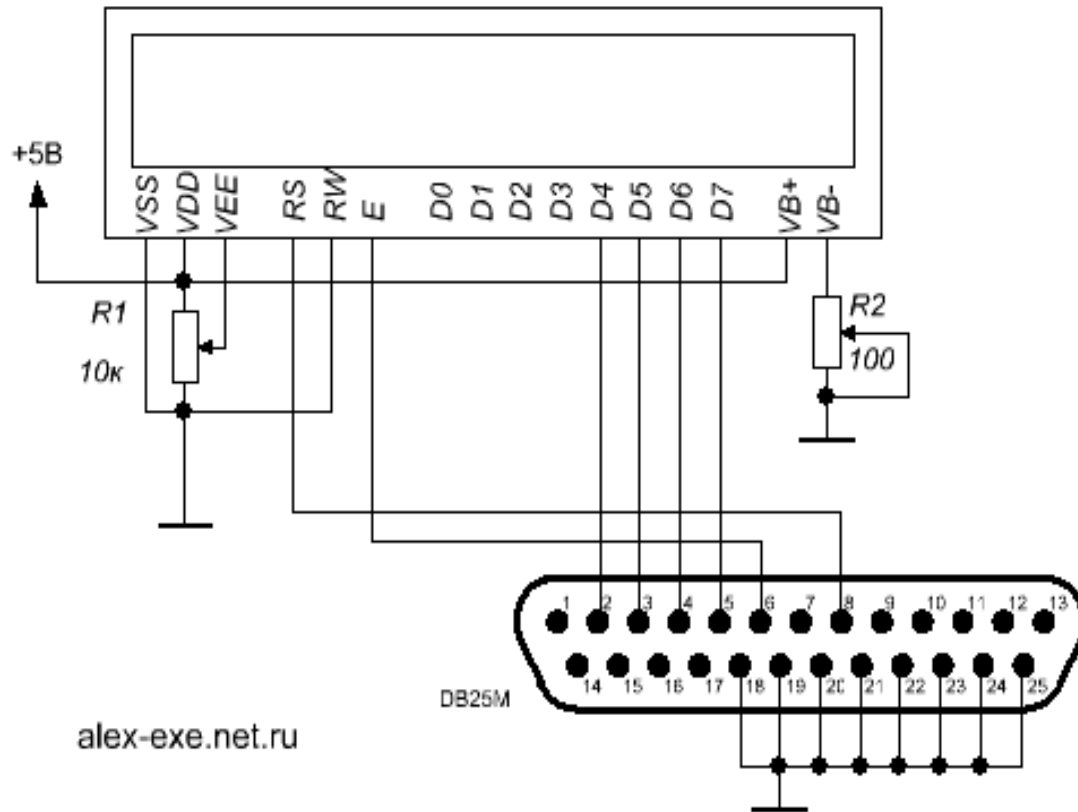 +5В
VSS VDD VEE RS RW E D0 D1 D2 D3 D4 D5 D6 D7 VB+ VB-
R1
10к
R2
100
1 2 3 4 5 6 7 8 9 10 11 12 13
14 15 16 17 18 19 20 21 22 23 24 25
DB25M
alex-exe.net.ru